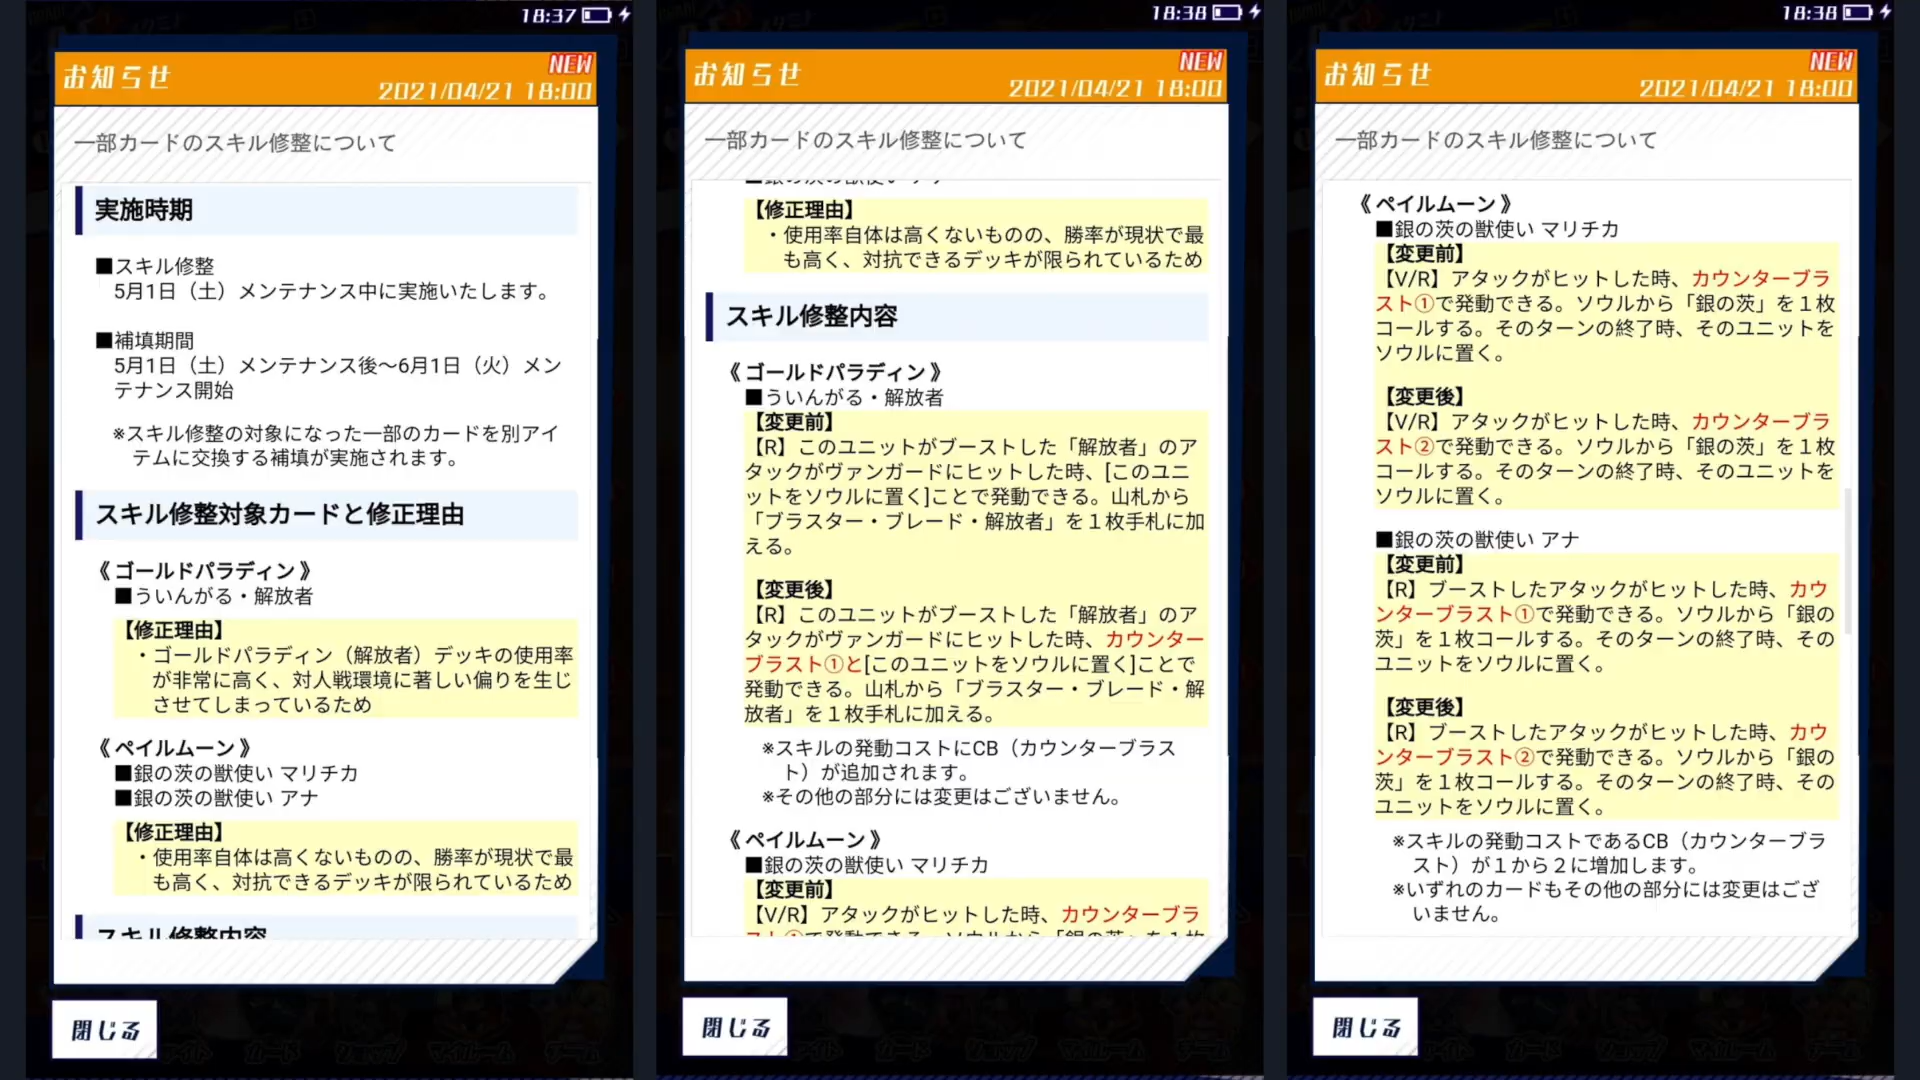 18:37
お知らせ
NEW
2021/04/21 18:00
一部カードのスキル修整について
実施時期
■スキル修整
5月1日（土）メンテナンス中に実施いたします。
■補填期間
5月1日（土）メンテナンス後～6月1日（火）メン
テナンス開始
※スキル修整の対象になった一部のカードを別アイ
テムに交換する補填が実施されます。
スキル修整対象カードと修正理由
《 ゴールドパラディン 》
■ういんがる・解放者
【修正理由】
・ゴールドパラディン（解放者）デッキの使用率
が非常に高く、対人戦環境に著しい偏りを生じ
させてしまっているため
《 ペイルムーン 》
■銀の茨の獣使い マリチカ
■銀の茨の獣使い アナ
【修正理由】
・使用率自体は高くないものの、勝率が現状で最
も高く、対抗できるデッキが限られているため
スキル修整内容
閉じる
18:38
お知らせ
NEW
2021/04/21 18:00
一部カードのスキル修整について
■銀の茨の獣使い アナ
【修正理由】
・使用率自体は高くないものの、勝率が現状で最
も高く、対抗できるデッキが限られているため
スキル修整内容
《 ゴールドパラディン 》
■ういんがる・解放者
【変更前】
【R】このユニットがブーストした「解放者」のア
タックがヴァンガードにヒットした時、[このユニ
ットをソウルに置く]ことで発動できる。山札から
「ブラスター・ブレード・解放者」を１枚手札に加
える。
【変更後】
【R】このユニットがブーストした「解放者」のア
タックがヴァンガードにヒットした時、カウンター
ブラスト①と[このユニットをソウルに置く]ことで
発動できる。山札から「ブラスター・ブレード・解
放者」を１枚手札に加える。
※スキルの発動コストにCB（カウンターブラス
ト）が追加されます。
※その他の部分には変更はございません。
《 ペイルムーン 》
■銀の茨の獣使い マリチカ
【変更前】
【V/R】アタックがヒットした時、カウンターブラ
スト①で発動できる。ソウルから「銀の茨」を１枚
閉じる
18:38
お知らせ
NEW
2021/04/21 18:00
一部カードのスキル修整について
《 ペイルムーン 》
■銀の茨の獣使い マリチカ
【変更前】
【V/R】アタックがヒットした時、カウンターブラ
スト①で発動できる。ソウルから「銀の茨」を１枚
コールする。そのターンの終了時、そのユニットを
ソウルに置く。
【変更後】
【V/R】アタックがヒットした時、カウンターブラ
スト②で発動できる。ソウルから「銀の茨」を１枚
コールする。そのターンの終了時、そのユニットを
ソウルに置く。
■銀の茨の獣使い アナ
【変更前】
【R】ブーストしたアタックがヒットした時、カウ
ンターブラスト①で発動できる。ソウルから「銀の
茨」を１枚コールする。そのターンの終了時、その
ユニットをソウルに置く。
【変更後】
【R】ブーストしたアタックがヒットした時、カウ
ンターブラスト②で発動できる。ソウルから「銀の
茨」を１枚コールする。そのターンの終了時、その
ユニットをソウルに置く。
※スキルの発動コストであるCB（カウンターブラ
スト）が１から２に増加します。
※いずれのカードもその他の部分には変更はござ
いません。
閉じる